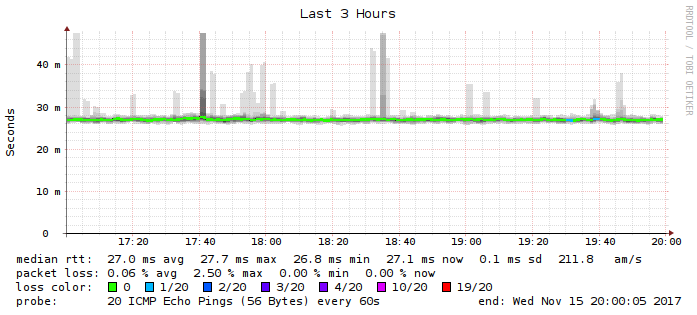 Last 3 Hours
RRDTOOL / TOBI OETIKER
Seconds
40 m
30 m
20 m
10 m
0
17:20 17:40 18:00 18:20 18:40 19:00 19:20 19:40 20:00
median rtt: 27.0 ms avg 27.7 ms max 26.8 ms min 27.1 ms now 0.1 ms sd 211.8 am/s
packet loss: 0.06 % avg 2.50 % max 0.00 % min 0.00 % now
loss color: 0 1/20 2/20 3/20 4/20 10/20 19/20
probe: 20 ICMP Echo Pings (56 Bytes) every 60s end: Wed Nov 15 20:00:05 2017